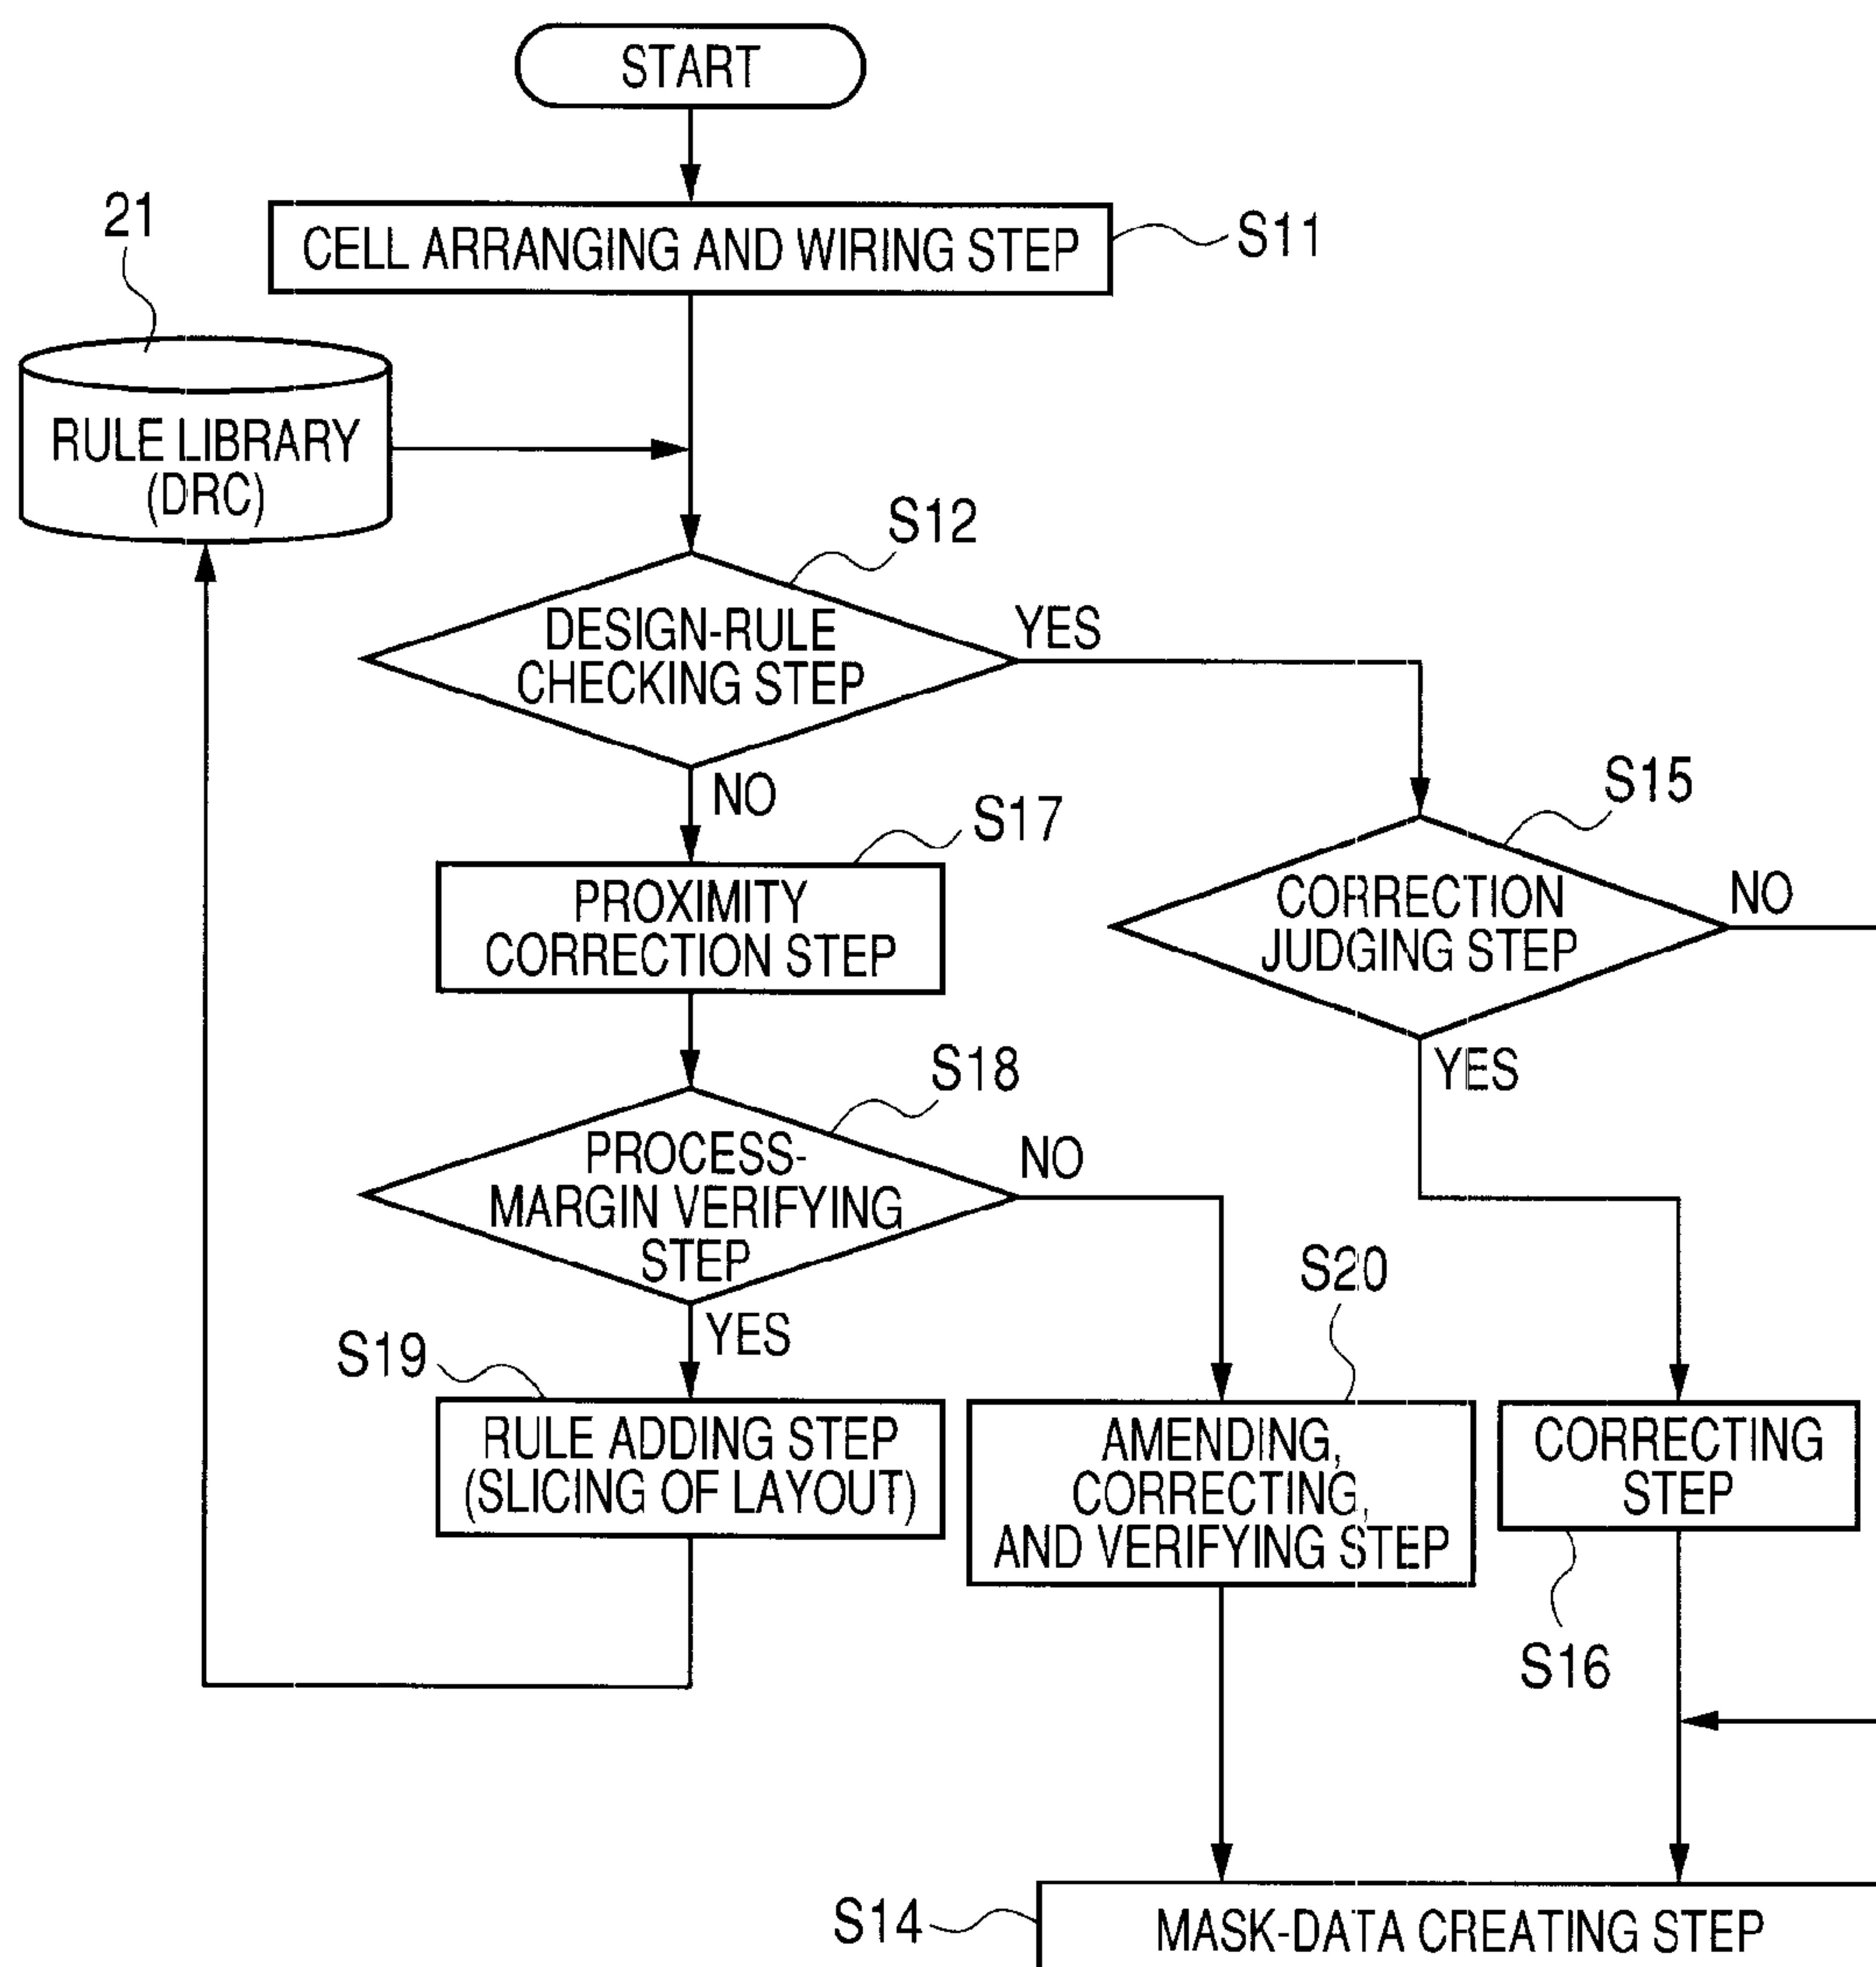 START
CELL ARRANGING AND WIRING STEP
S11
21
RULE LIBRARY
(DRC)
S12
DESIGN-RULE
CHECKING STEP
YES
NO
S15
CORRECTION
JUDGING STEP
NO
YES
S17
PROXIMITY
CORRECTION STEP
S18
PROCESS-
MARGIN VERIFYING
STEP
NO
YES
S19
RULE ADDING STEP
(SLICING OF LAYOUT)
S20
AMENDING,
CORRECTING,
AND VERIFYING STEP
CORRECTING
STEP
S16
S14
MASK-DATA CREATING STEP